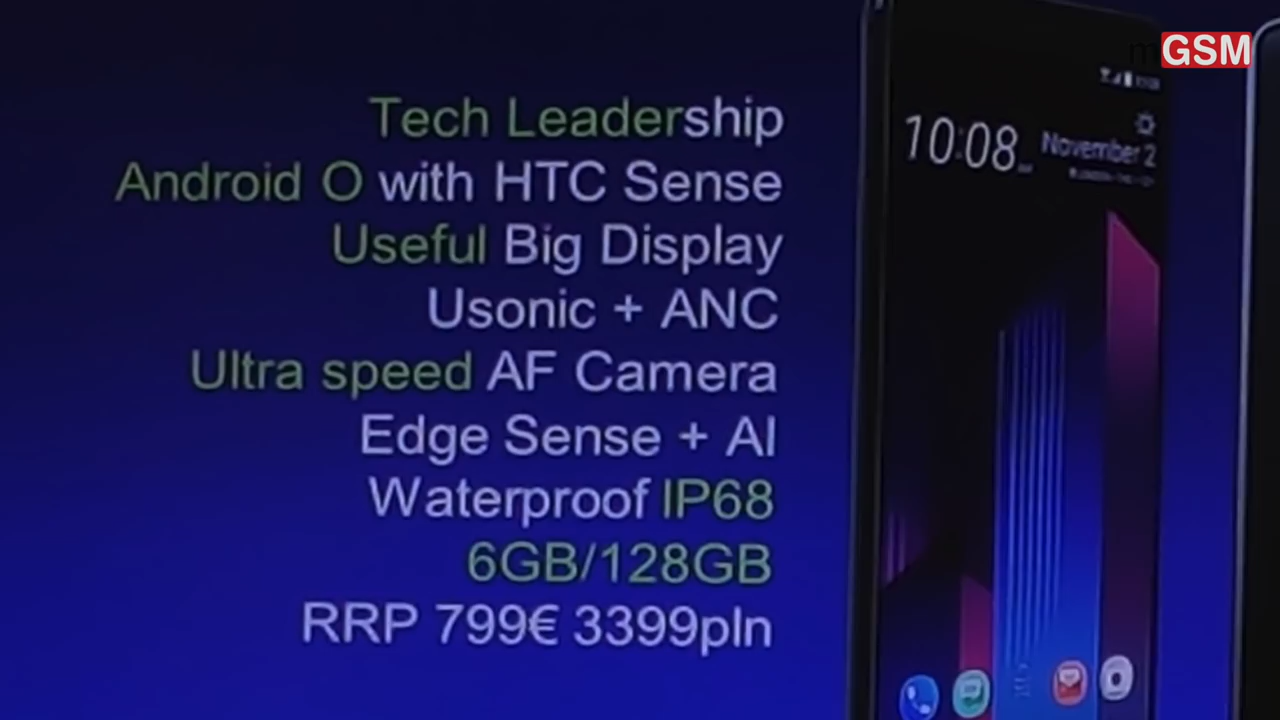 mGSM
Tech Leadership
Android O with HTC Sense
Useful Big Display
Usonic + ANC
Ultra speed AF Camera
Edge Sense + AI
Waterproof IP68
6GB/128GB
RRP 799€ 3399pln
10:08
November 2